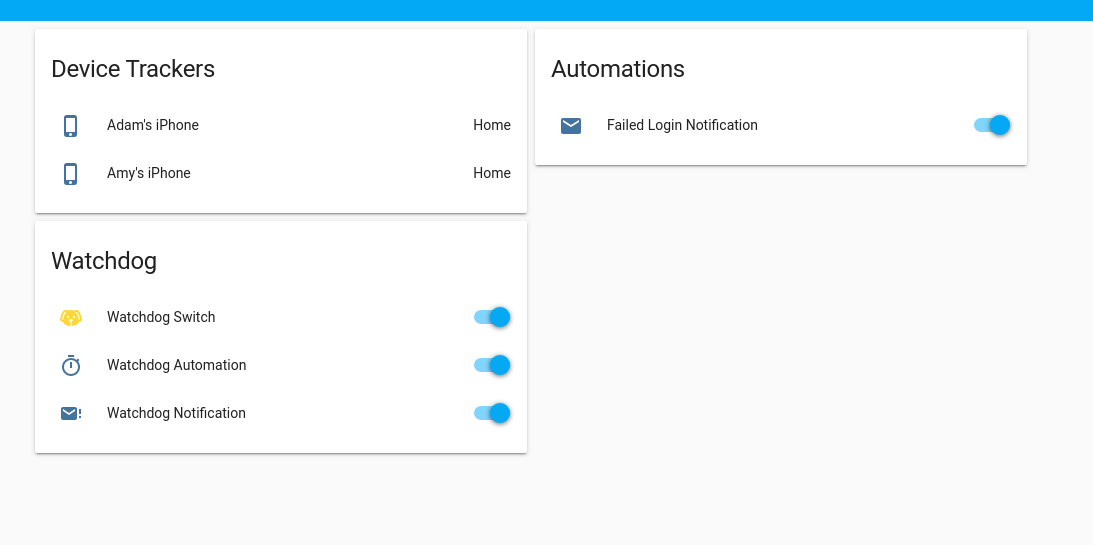 Device Trackers
Adam's iPhone Home
Amy's iPhone Home
Watchdog
Watchdog Switch
Watchdog Automation
Watchdog Notification
Automations
Failed Login Notification